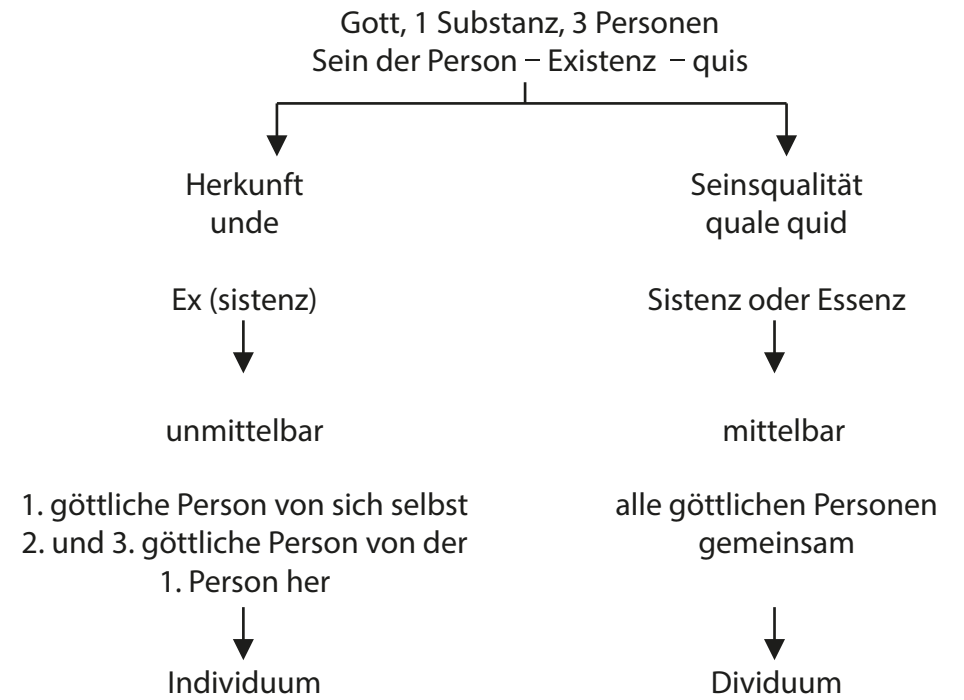 Gott, 1 Substanz, 3 Personen
Sein der Person – Existenz – quis
Herkunft
unde
Seinsqualität
quale quid
Ex (sistenz)
Sistenz oder Essenz
unmittelbar
mittelbar
1. göttliche Person von sich selbst
2. und 3. göttliche Person von der
1. Person her
alle göttlichen Personen
gemeinsam
Individuum
Dividuum